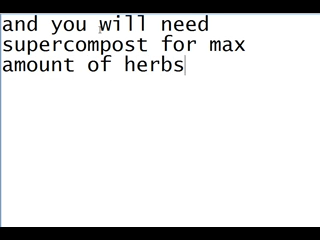 and you will need
supercompost for max
amount of herbs